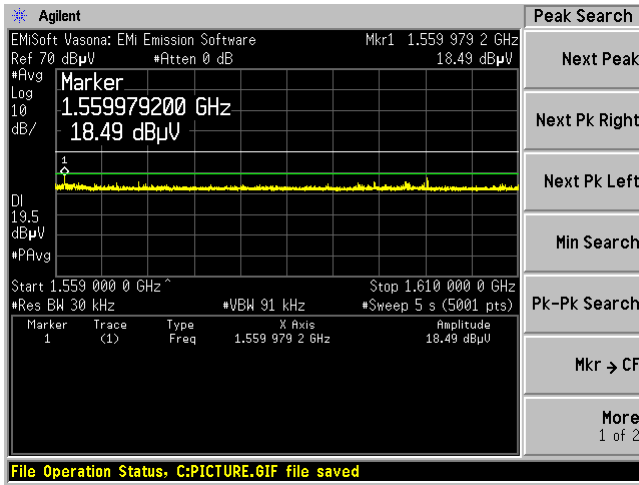 Agilent
Peak Search
EMiSoft Vasona: EMi Emission Software
Mkr1 1.559 979 2 GHz
Ref 70 dBµV
#Atten 0 dB
18.49 dBµV
#Avg
Log
10
dB/
Marker
1.559979200 GHz
18.49 dBµV
1
DI
19.5
dBµV
#PAvg
Start 1.559 000 0 GHz ^
Stop 1.610 000 0 GHz
#Res BW 30 kHz
#VBW 91 kHz
#Sweep 5 s (5001 pts)
Marker Trace Type X Axis Amplitude
1 (1) Freq 1.559 979 2 GHz 18.49 dBµV
Next Peak
Next Pk Right
Next Pk Left
Min Search
Pk-Pk Search
Mkr → CF
More
1 of 2
File Operation Status, C:PICTURE.GIF file saved